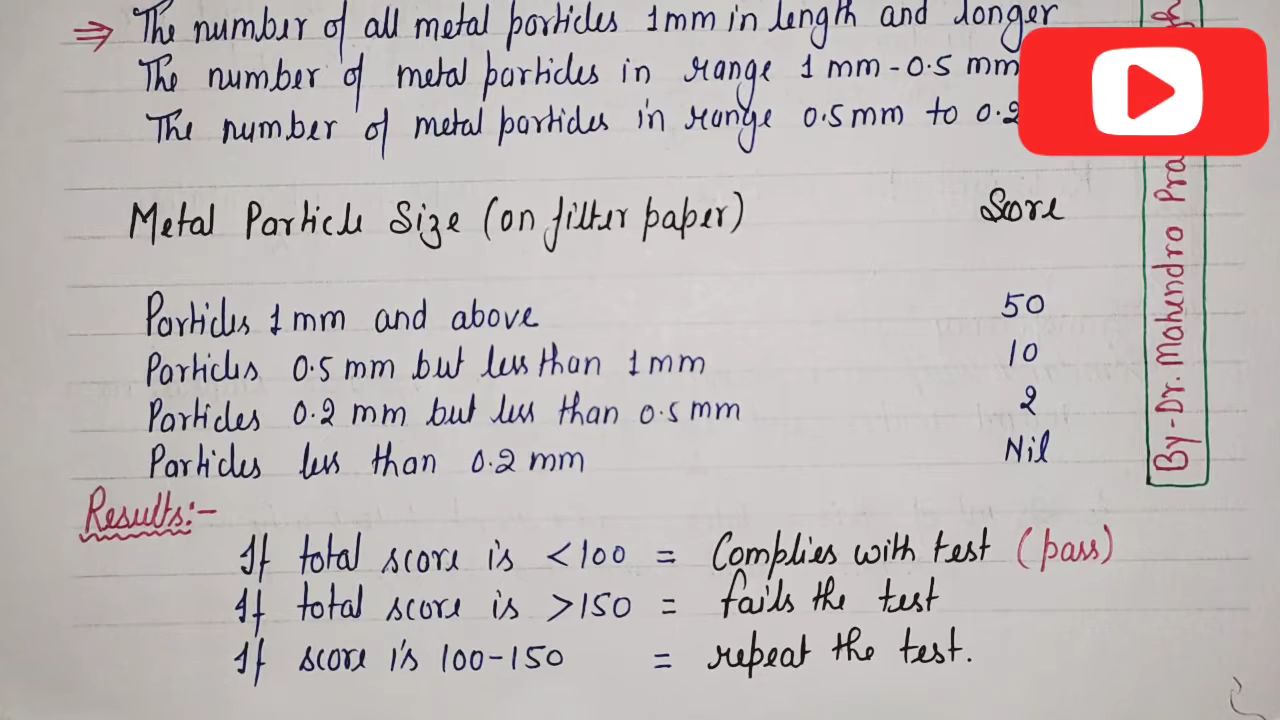 ⇒ The number of all metal particles 1mm in length and longer
The number of metal particles in range 1 mm - 0.5 mm
The number of metal particles in range 0.5mm to 0.2
Metal Particle Size (on filter paper) Score
Particles 1 mm and above 50
Particles 0.5 mm but less than 1 mm 10
Particles 0.2 mm but less than 0.5 mm 2
Particles less than 0.2 mm Nil
Results:-
If total score is <100 = Complies with test (pass)
If total score is >150 = fails the test
If score is 100-150 = repeat the test.
By-Dr. Mahendra